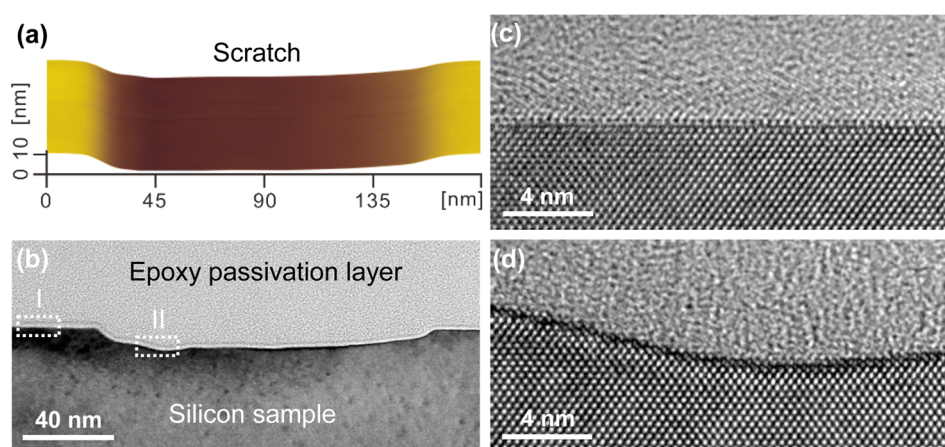 (a)
Scratch
0 10 [nm]
0
45
90
135
[nm]
(b)
Epoxy passivation layer
I
II
Silicon sample
40 nm
(c)
4 nm
(d)
4 nm